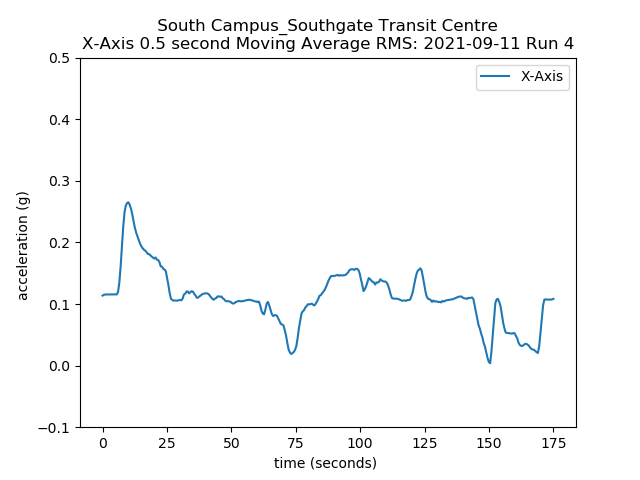 South Campus_Southgate Transit Centre
X-Axis 0.5 second Moving Average RMS: 2021-09-11 Run 4
X-Axis
acceleration (g)
0.5
0.4
0.3
0.2
0.1
0.0
−0.1
0 25 50 75 100 125 150 175
time (seconds)